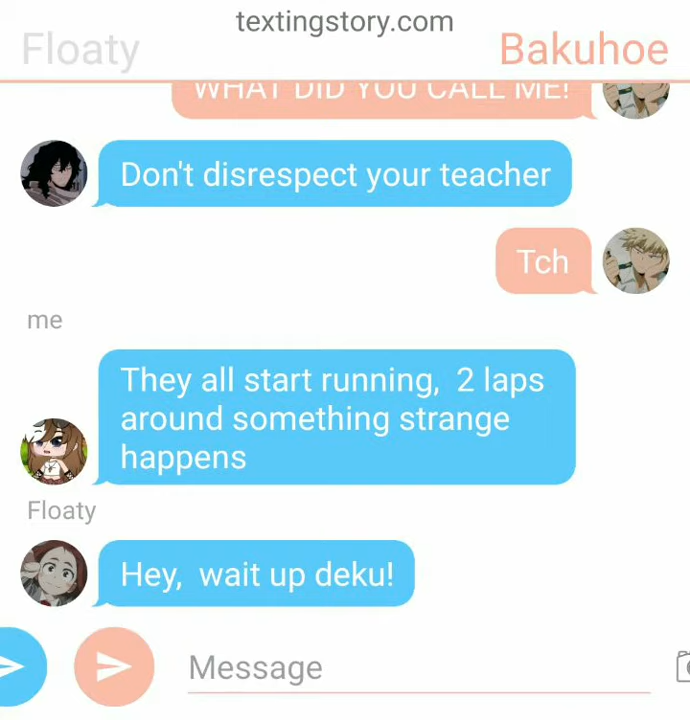 textingstory.com
Floaty
Bakuhoe
WHAT DID YOU CALL ME!
Don't disrespect your teacher
Tch
me
They all start running,  2 laps
around something strange
happens
Floaty
Hey,  wait up deku!
Message